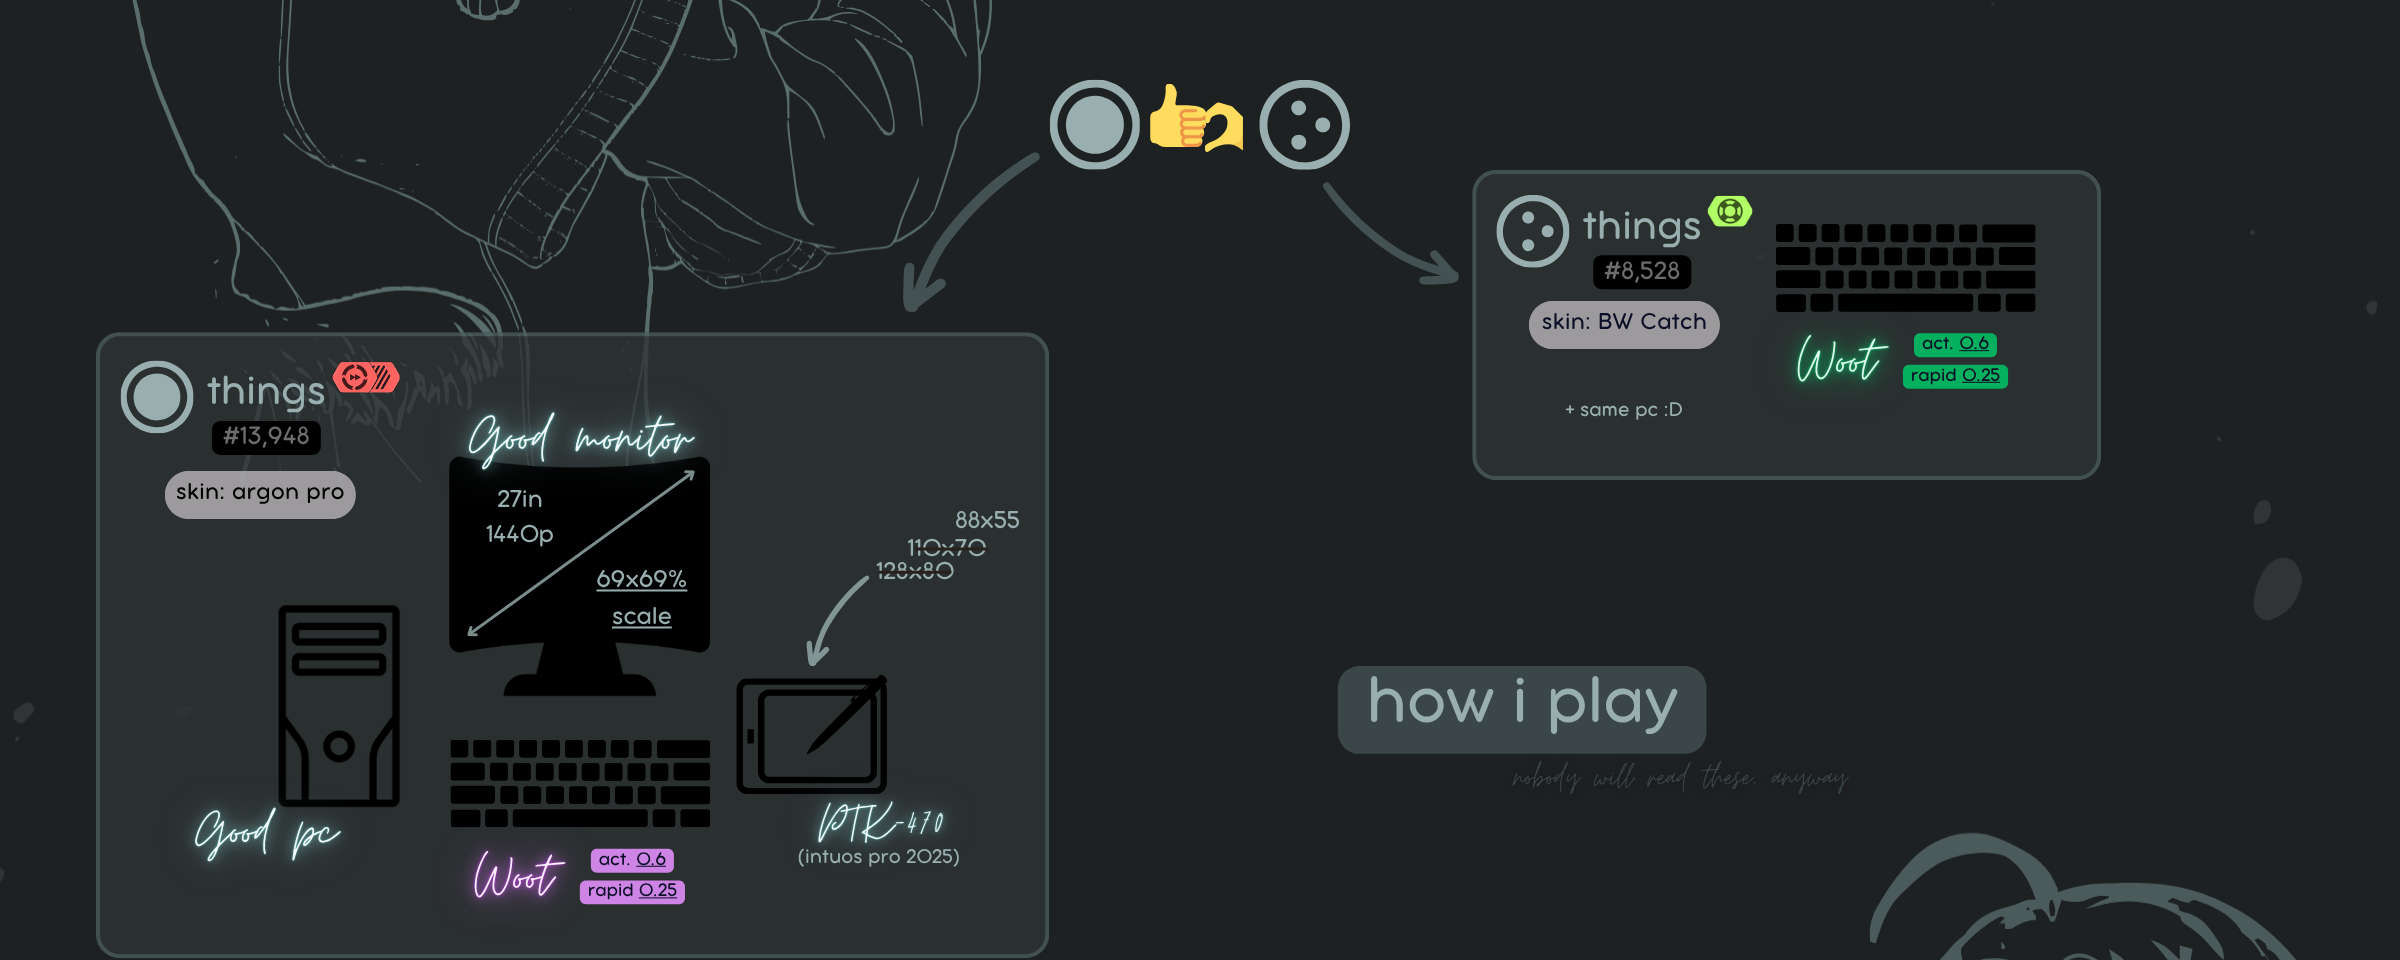 things
#13,948
skin: argon pro
Good monitor
27in
1440p
69x69%
scale
88x55
110x70
128x80
Good pc
Woot
act. 0.6
rapid 0.25
PTK-470
(intuos pro 2025)
things
#8,528
skin: BW Catch
Woot
act. 0.6
rapid 0.25
+ same pc :D
how i play
nobody will read these. anyway